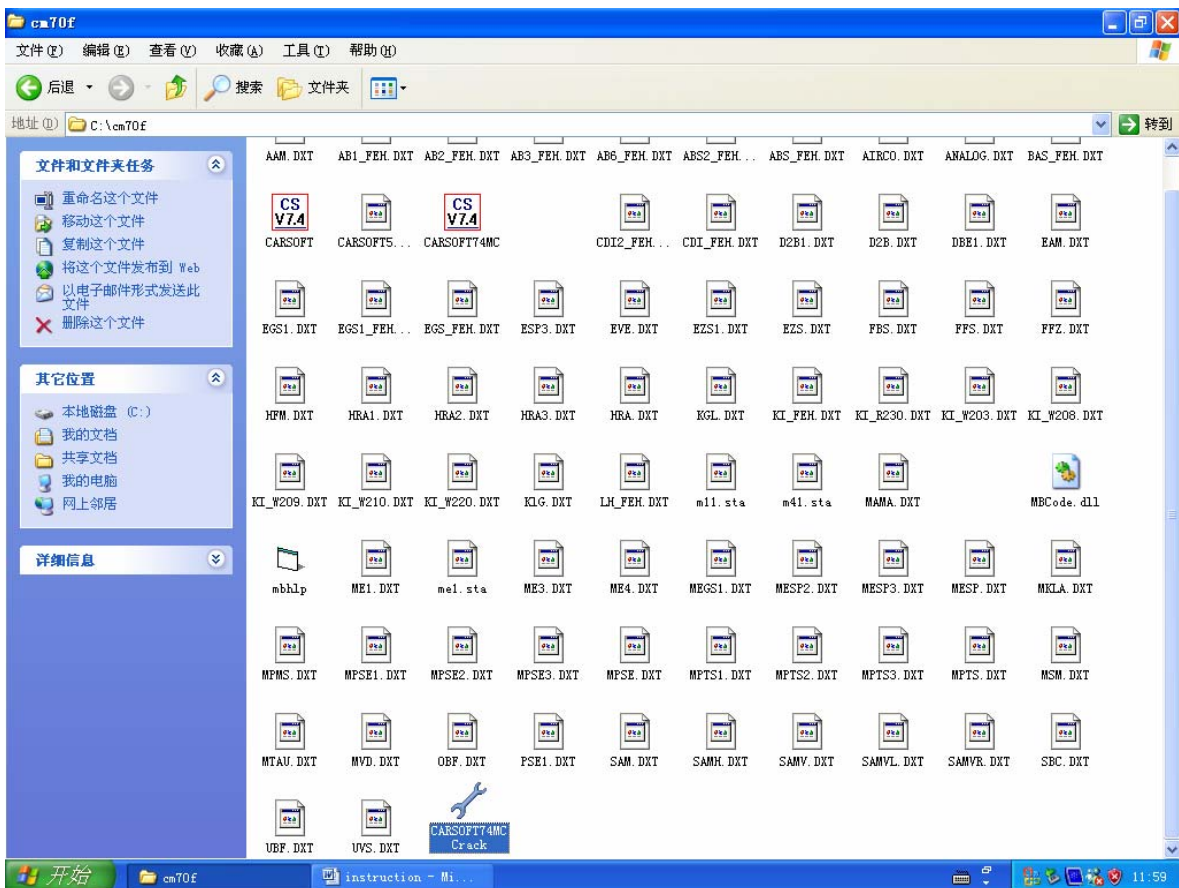 cm70f
文件(F) 编辑(E) 查看(V) 收藏(A) 工具(T) 帮助(H)
后退 搜索 文件夹
地址(D) C:\cm70f 转到
文件和文件夹任务
重命名这个文件
移动这个文件
复制这个文件
将这个文件发布到 Web
以电子邮件形式发送此
文件
删除这个文件
其它位置
本地磁盘 (C:)
我的文档
共享文档
我的电脑
网上邻居
详细信息
AAM.DXT AB1_FEH.DXT AB2_FEH.DXT AB3_FEH.DXT AB6_FEH.DXT ABS2_FEH... ABS_FEH.DXT AIRCO.DXT ANALOG.DXT BAS_FEH.DXT
CS CS
V7.4 V7.4
CARSOFT CARSOFT5... CARSOFT74MC CDI2_FEH... CDI_FEH.DXT D2B1.DXT D2B.DXT DBE1.DXT EAM.DXT
EGS1.DXT EGS1_FEH... EGS_FEH.DXT ESP3.DXT EVE.DXT EZS1.DXT EZS.DXT FBS.DXT FFS.DXT FFZ.DXT
HFM.DXT HRA1.DXT HRA2.DXT HRA3.DXT HRA.DXT KGL.DXT KI_FEH.DXT KI_R230.DXT KI_W203.DXT KI_W208.DXT
KI_W209.DXT KI_W210.DXT KI_W220.DXT KLG.DXT LH_FEH.DXT m11.sta m41.sta MAMA.DXT MBCode.dll
mbhlp ME1.DXT me1.sta ME3.DXT ME4.DXT MEGS1.DXT MESP2.DXT MESP3.DXT MESP.DXT MKLA.DXT
MPMS.DXT MPSE1.DXT MPSE2.DXT MPSE3.DXT MPSE.DXT MPTS1.DXT MPTS2.DXT MPTS3.DXT MPTS.DXT MSM.DXT
MTAU.DXT MVD.DXT OBF.DXT PSE1.DXT SAM.DXT SAMH.DXT SAMV.DXT SAMVL.DXT SAMVR.DXT SBC.DXT
UBF.DXT UVS.DXT CARSOFT74MC
Crack
开始 cm70f instruction - Mi... 11:59